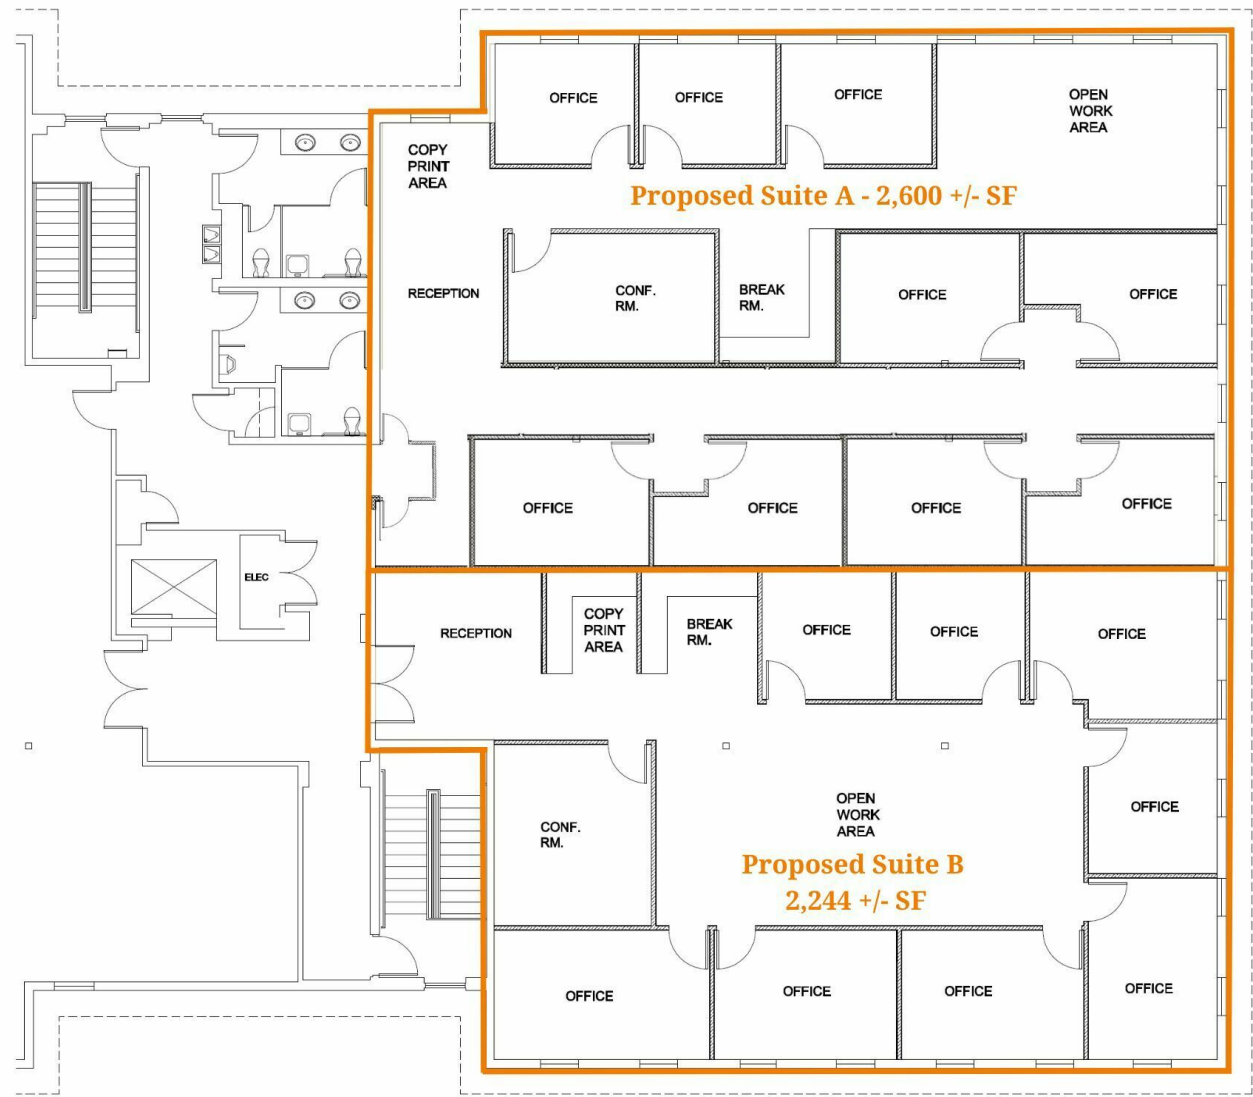 OFFICE
OFFICE
OFFICE
OPEN
WORK
AREA
COPY
PRINT
AREA
Proposed Suite A - 2,600 +/- SF
RECEPTION
CONF.
RM.
BREAK
RM.
OFFICE
OFFICE
OFFICE
OFFICE
OFFICE
OFFICE
ELEC
RECEPTION
COPY
PRINT
AREA
BREAK
RM.
OFFICE
OFFICE
OFFICE
CONF.
RM.
OPEN
WORK
AREA
OFFICE
Proposed Suite B
2,244 +/- SF
OFFICE
OFFICE
OFFICE
OFFICE